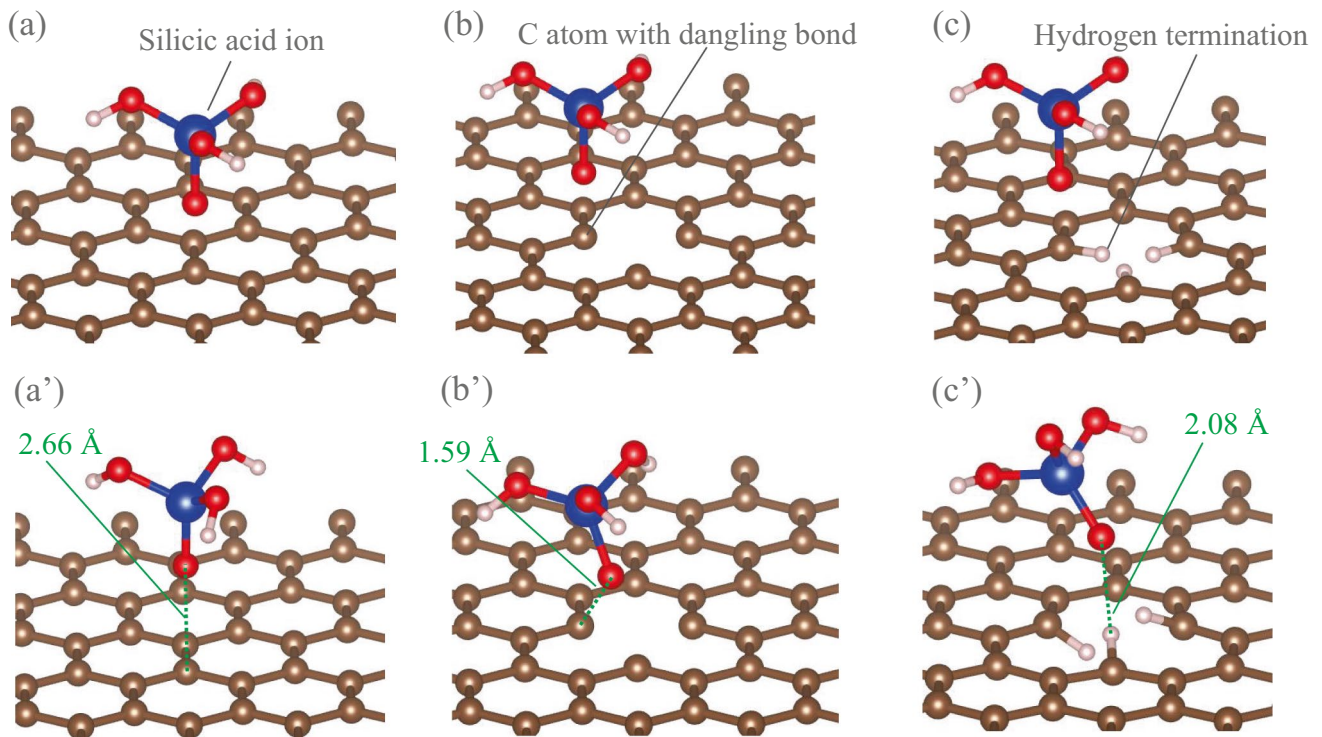 (a)
Silicic acid ion
(b)
C atom with dangling bond
(c)
Hydrogen termination
(a’)
2.66 Å
(b’)
1.59 Å
(c’)
2.08 Å